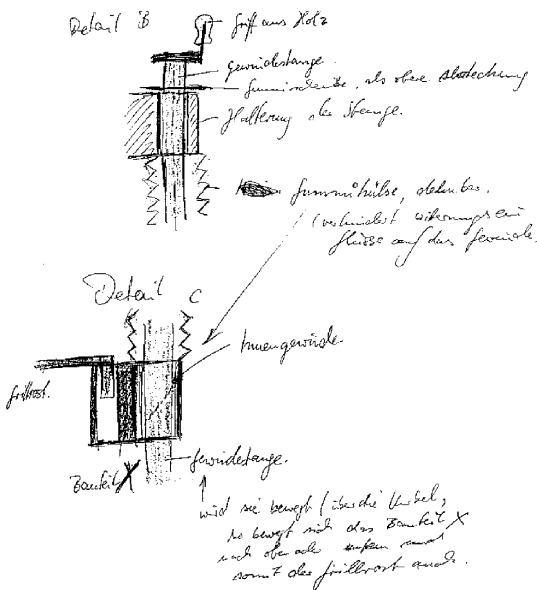 Detail B
Griff aus Holz
Gewindestange.
Gummischeibe, als obere Abdeckung
Halterung der Stange.
Gummihülse, dehnbar.
(verhindert witterungsein
flüsse auf das Gewinde.
Detail C
Innengewinde.
Grillrost.
Gewindestange.
Bauteil X
wird sie bewegt (über die Kurbel,
so bewegt sich das Bauteil X
nach oben oder unten und
somit der Grillrost auch.